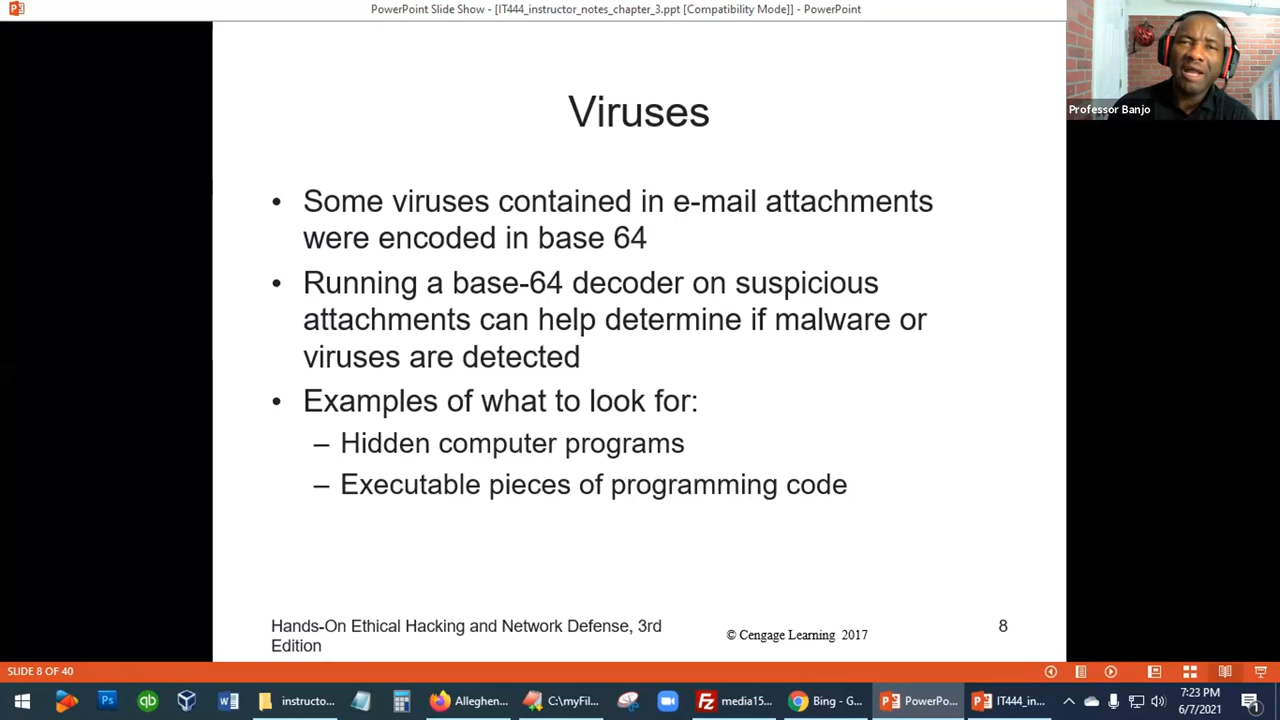 PowerPoint Slide Show - [IT444_instructor_notes_chapter_3.ppt [Compatibility Mode]] - PowerPoint
Professor Banjo
Viruses
• Some viruses contained in e-mail attachments
were encoded in base 64
• Running a base-64 decoder on suspicious
attachments can help determine if malware or
viruses are detected
• Examples of what to look for:
– Hidden computer programs
– Executable pieces of programming code
Hands-On Ethical Hacking and Network Defense, 3rd
Edition
© Cengage Learning 2017
8
SLIDE 8 OF 40
instructo...
Alleghen...
C:\myFil...
media15...
Bing - G...
PowerPo...
IT444_in...
7:23 PM
6/7/2021
1